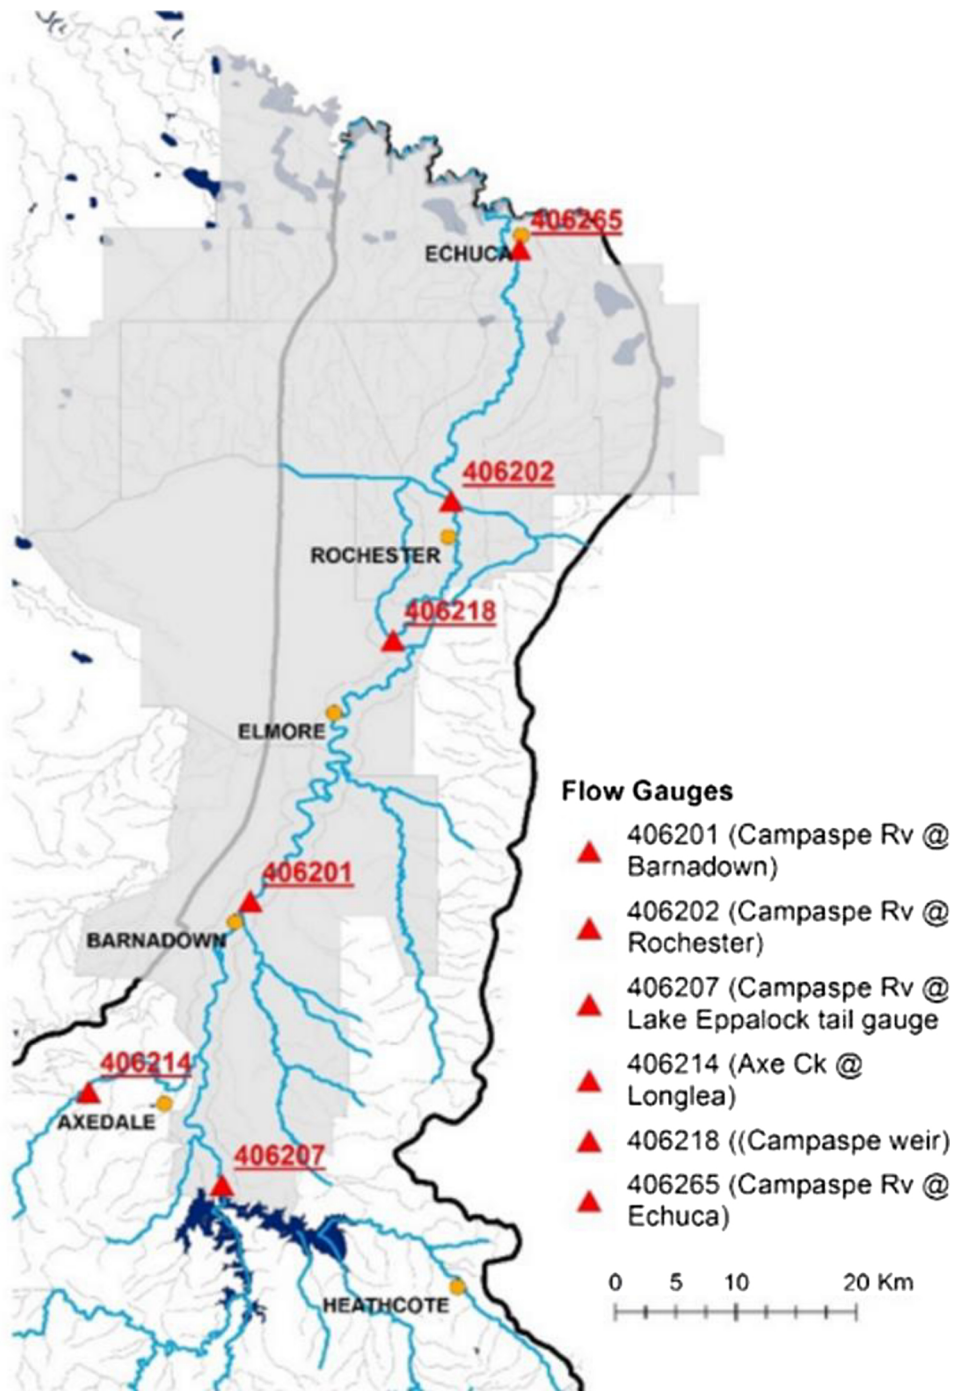 406265
ECHUCA
406202
ROCHESTER
406218
ELMORE
406201
BARNADOWN
406214
AXEDALE
406207
HEATHCOTE
Flow Gauges
406201 (Campaspe Rv @
Barnadown)
406202 (Campaspe Rv @
Rochester)
406207 (Campaspe Rv @
Lake Eppalock tail gauge
406214 (Axe Ck @
Longlea)
406218 ((Campaspe weir)
406265 (Campaspe Rv @
Echuca)
0 5 10 20 Km